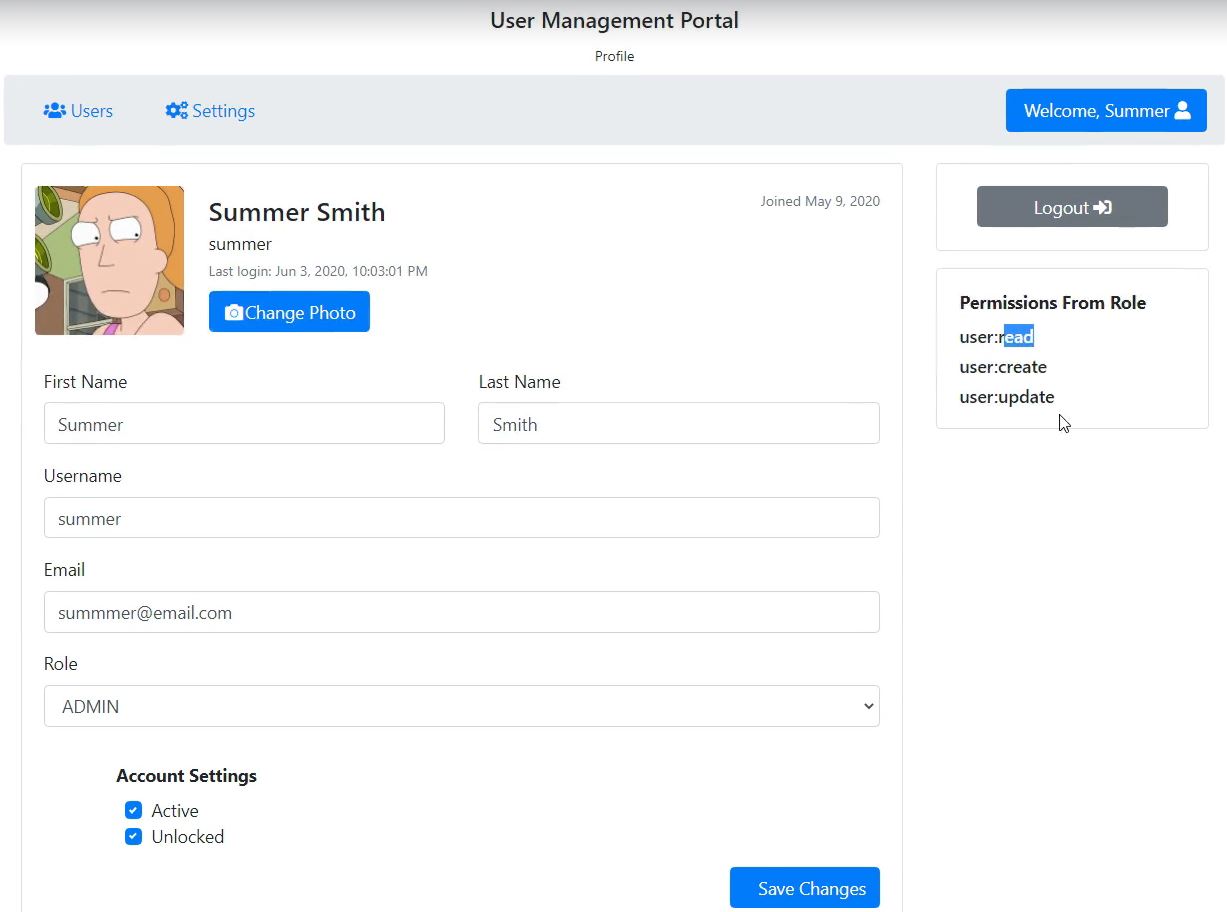 User Management Portal
Profile
Users
Settings
Welcome, Summer
Summer Smith
Joined May 9, 2020
summer
Last login: Jun 3, 2020, 10:03:01 PM
Change Photo
First Name
Last Name
Summer
Smith
Username
summer
Email
summmer@email.com
Role
ADMIN
Account Settings
Active
Unlocked
Save Changes
Logout
Permissions From Role
user:read
user:create
user:update